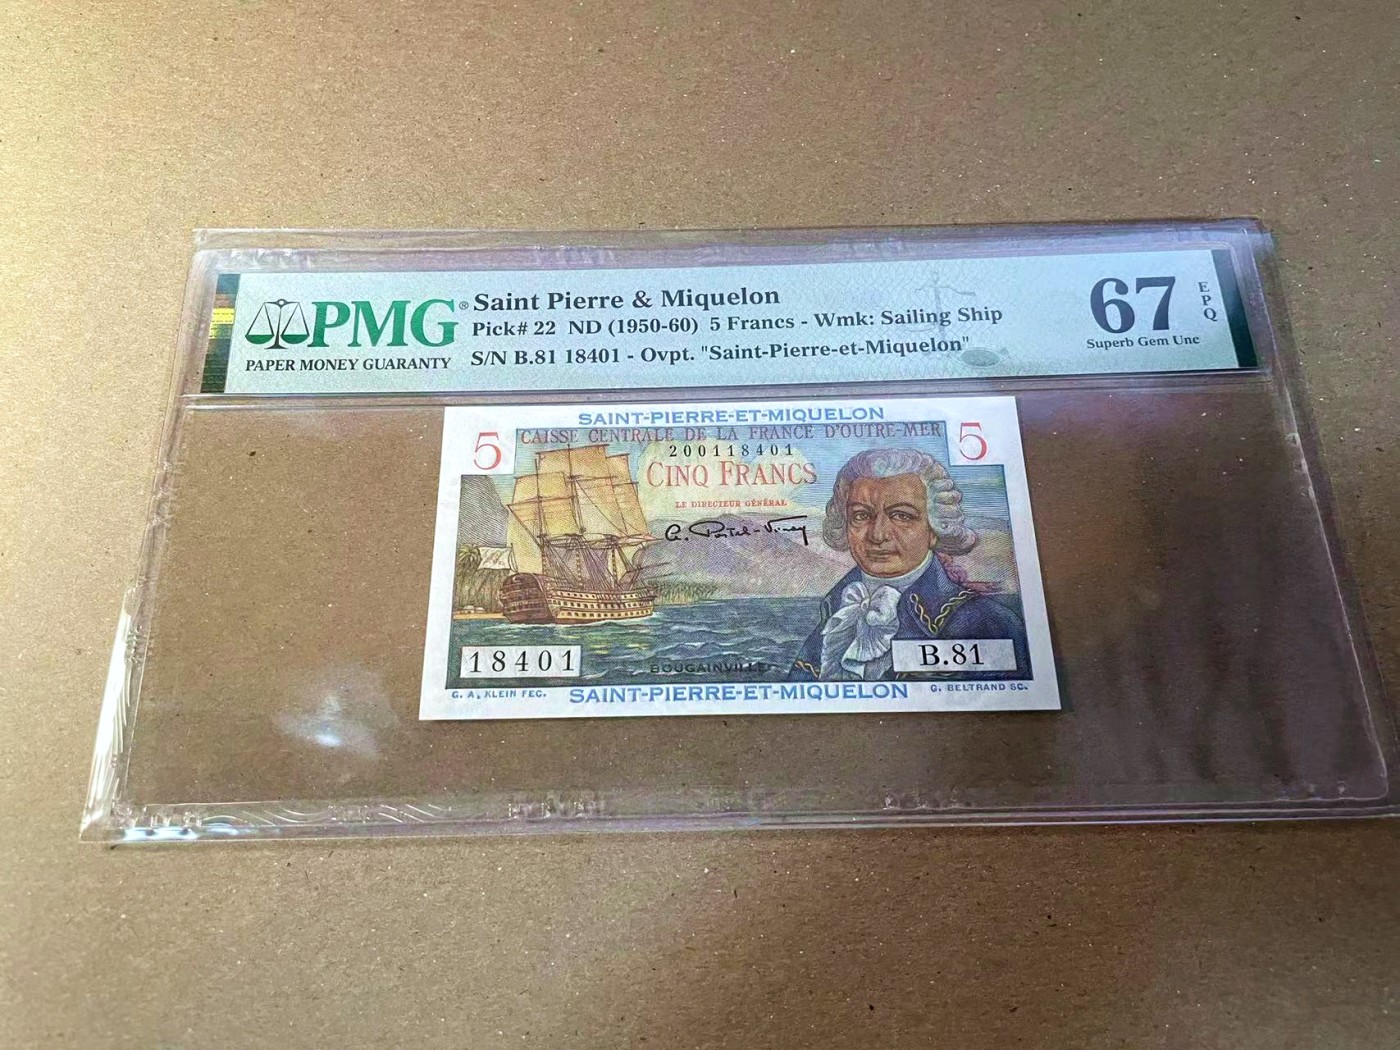 PMG®
PAPER MONEY GUARANTY
Saint Pierre & Miquelon
Pick# 22 ND (1950-60) 5 Francs - Wmk: Sailing Ship
S/N B.81 18401 - Ovpt. "Saint-Pierre-et-Miquelon"
67
EPQ
Superb Gem Unc
SAINT-PIERRE-ET-MIQUELON
5
CAISSE CENTRALE DE LA FRANCE D'OUTRE-MER
5
200118401
CINQ FRANCS
LE DIRECTEUR GÉNÉRAL
18401
BOUGAINVILLE
B.81
G. A. KLEIN FEC.
SAINT-PIERRE-ET-MIQUELON
G. BELTRAND SC.